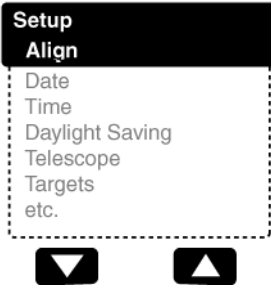 Setup
Align
Date
Time
Daylight Saving
Telescope
Targets
etc.